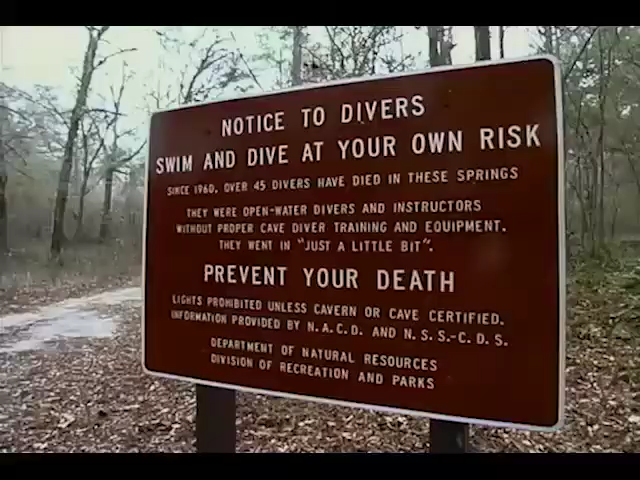 NOTICE TO DIVERS
SWIM AND DIVE AT YOUR OWN RISK
SINCE 1960, OVER 45 DIVERS HAVE DIED IN THESE SPRINGS
THEY WERE OPEN-WATER DIVERS AND INSTRUCTORS
WITHOUT PROPER CAVE DIVER TRAINING AND EQUIPMENT.
THEY WENT IN "JUST A LITTLE BIT".
PREVENT YOUR DEATH
LIGHTS PROHIBITED UNLESS CAVERN OR CAVE CERTIFIED.
INFORMATION PROVIDED BY N.A.C.D. AND N.S.S.-C.D.S.
DEPARTMENT OF NATURAL RESOURCES
DIVISION OF RECREATION AND PARKS